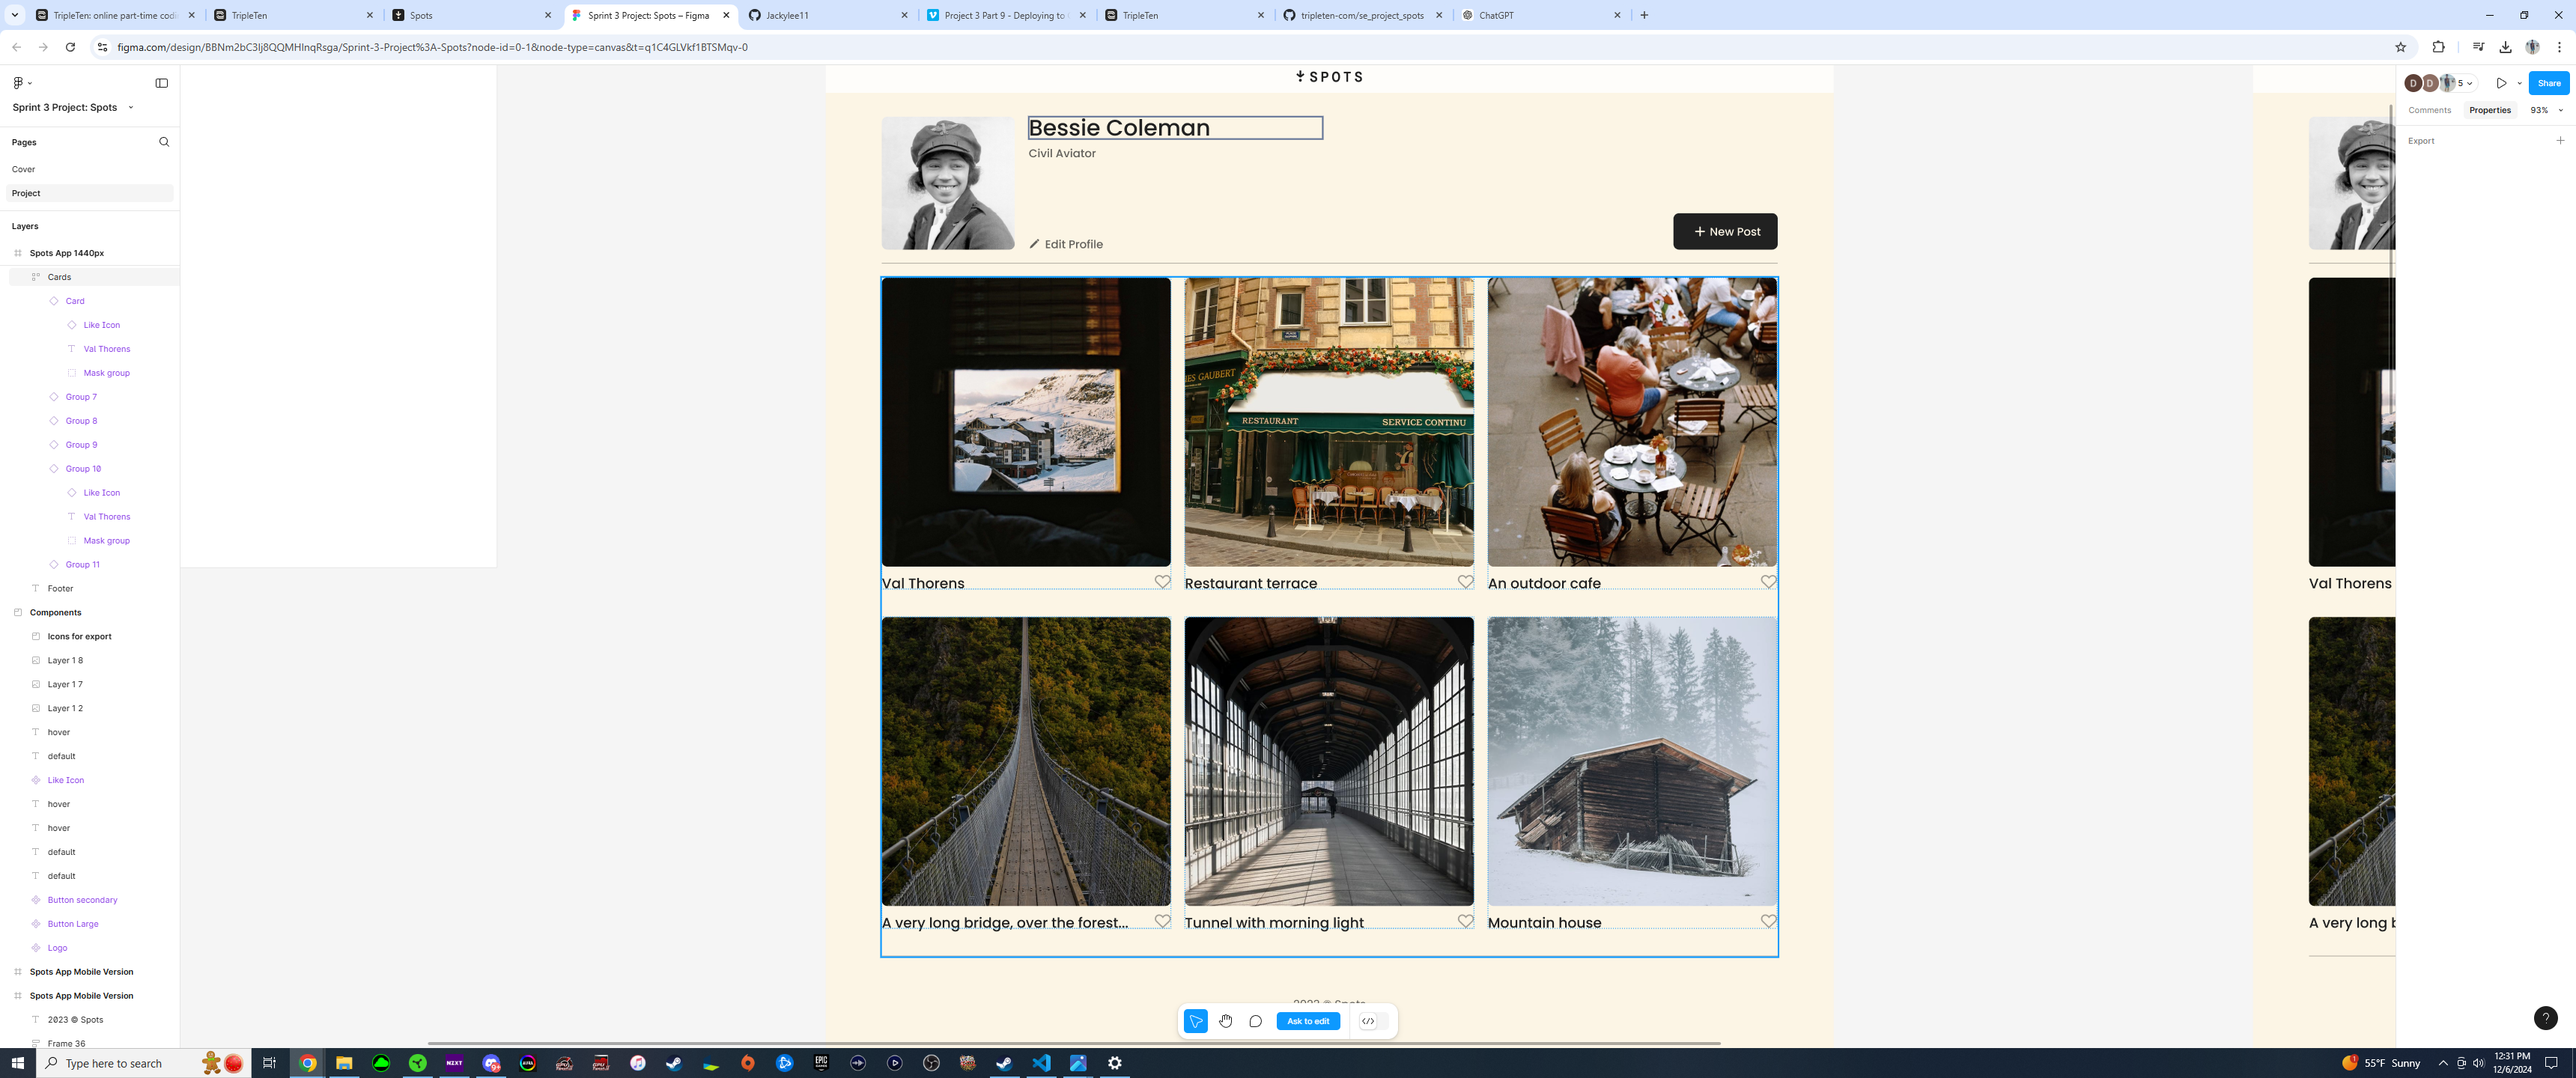 TripleTen: online part-time codi
TripleTen
Spots
Sprint 3 Project: Spots – Figma
Jackylee11
Project 3 Part 9 - Deploying to
TripleTen
tripleten-com/se_project_spots
ChatGPT
figma.com/design/BBNm2bC3lj8QQMHlnqRsga/Sprint-3-Project%3A-Spots?node-id=0-1&node-type=canvas&t=q1C4GLVkf1BTSMqv-0
Sprint 3 Project: Spots
Pages
Cover
Project
Layers
Spots App 1440px
Cards
Card
Like Icon
Val Thorens
Mask group
Group 7
Group 8
Group 9
Group 10
Like Icon
Val Thorens
Mask group
Group 11
Footer
Components
Icons for export
Layer 1 8
Layer 1 7
Layer 1 2
hover
default
Like Icon
hover
hover
default
default
Button secondary
Button Large
Logo
Spots App Mobile Version
Spots App Mobile Version
2023 © Spots
Frame 36
SPOTS
Bessie Coleman
Civil Aviator
Edit Profile
New Post
RESTAURANT
SERVICE CONTINU
Val Thorens
Restaurant terrace
An outdoor cafe
A very long bridge, over the forest...
Tunnel with morning light
Mountain house
2023 © Spots
Ask to edit
Val Thorens
A very long b
D
D
5
Share
Comments
Properties
93%
Export
?
Type here to search
NZXT
EPIC
55°F Sunny
12:31 PM
12/6/2024